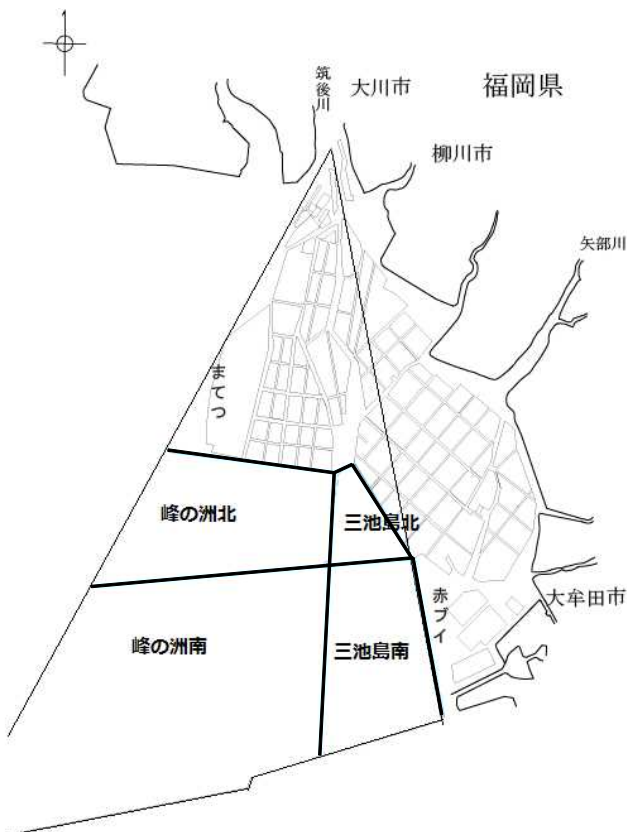 筑後川
大川市
福岡県
柳川市
矢部川
まてつ
峰の洲北
三池島北
赤ブイ
大牟田市
峰の洲南
三池島南